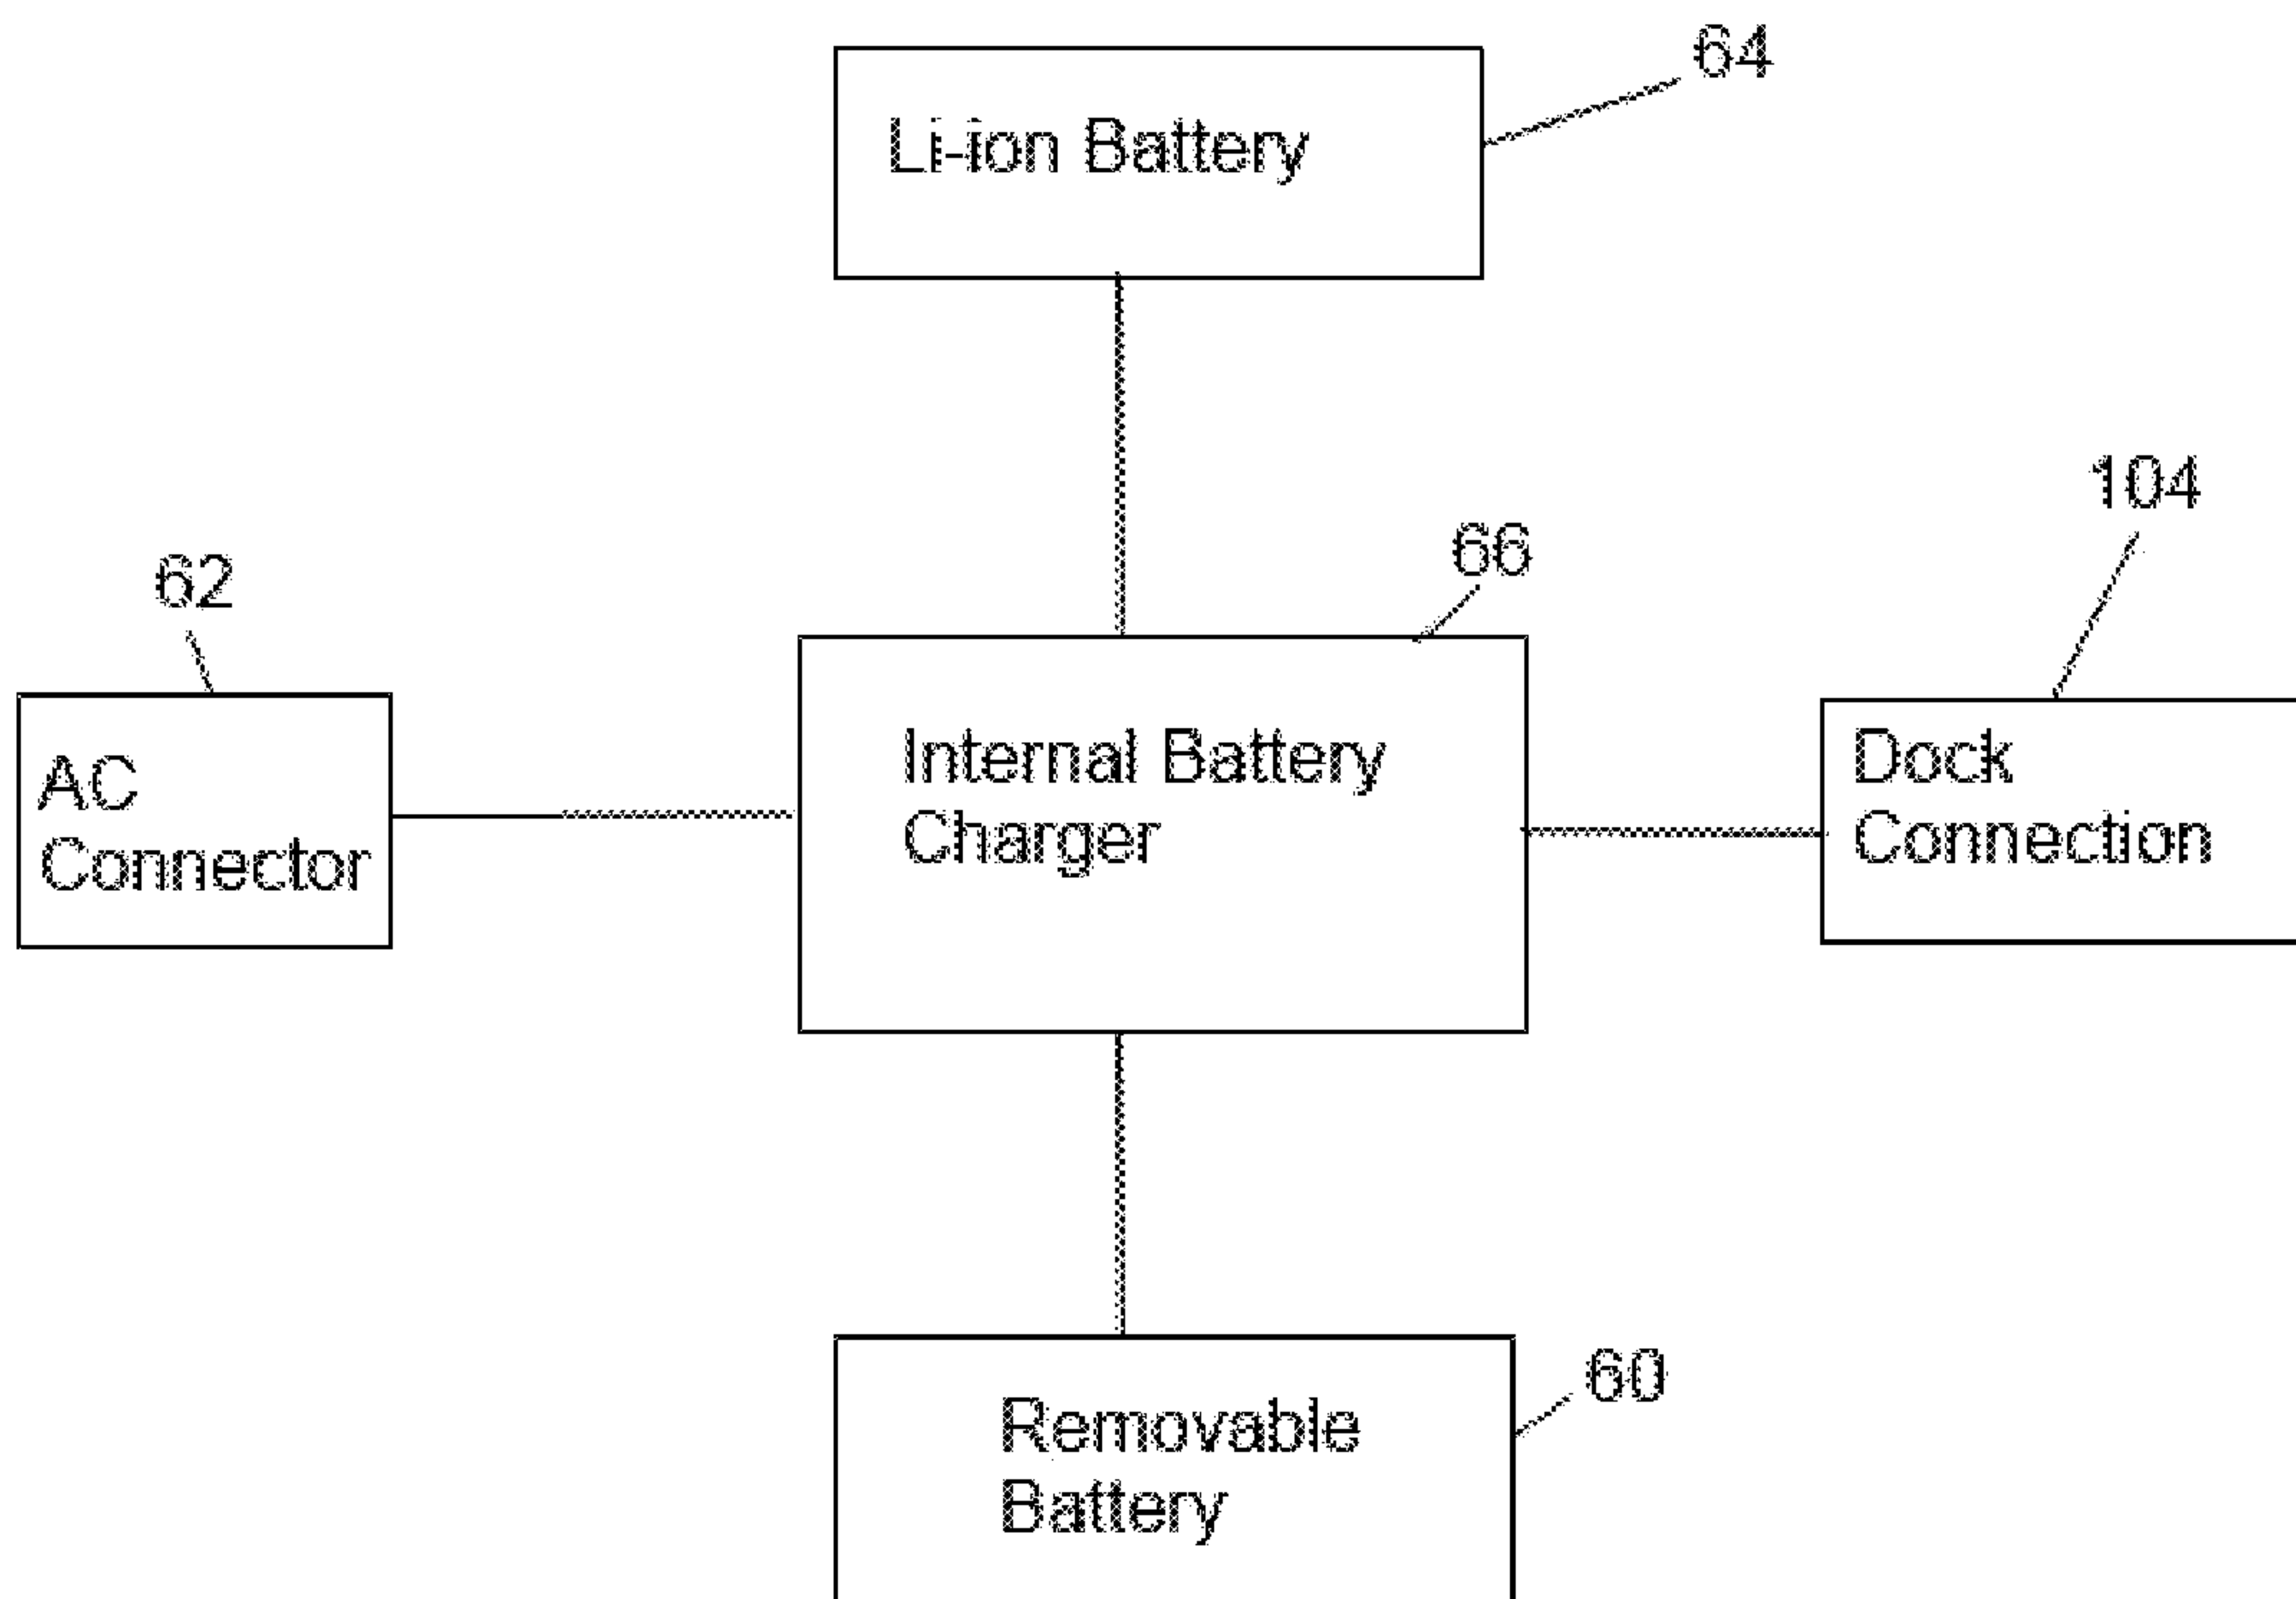 64
Li-ion Battery
104
66
62
Internal Battery
Charger
AC
Connector
Dock
Connection
60
Removable
Battery